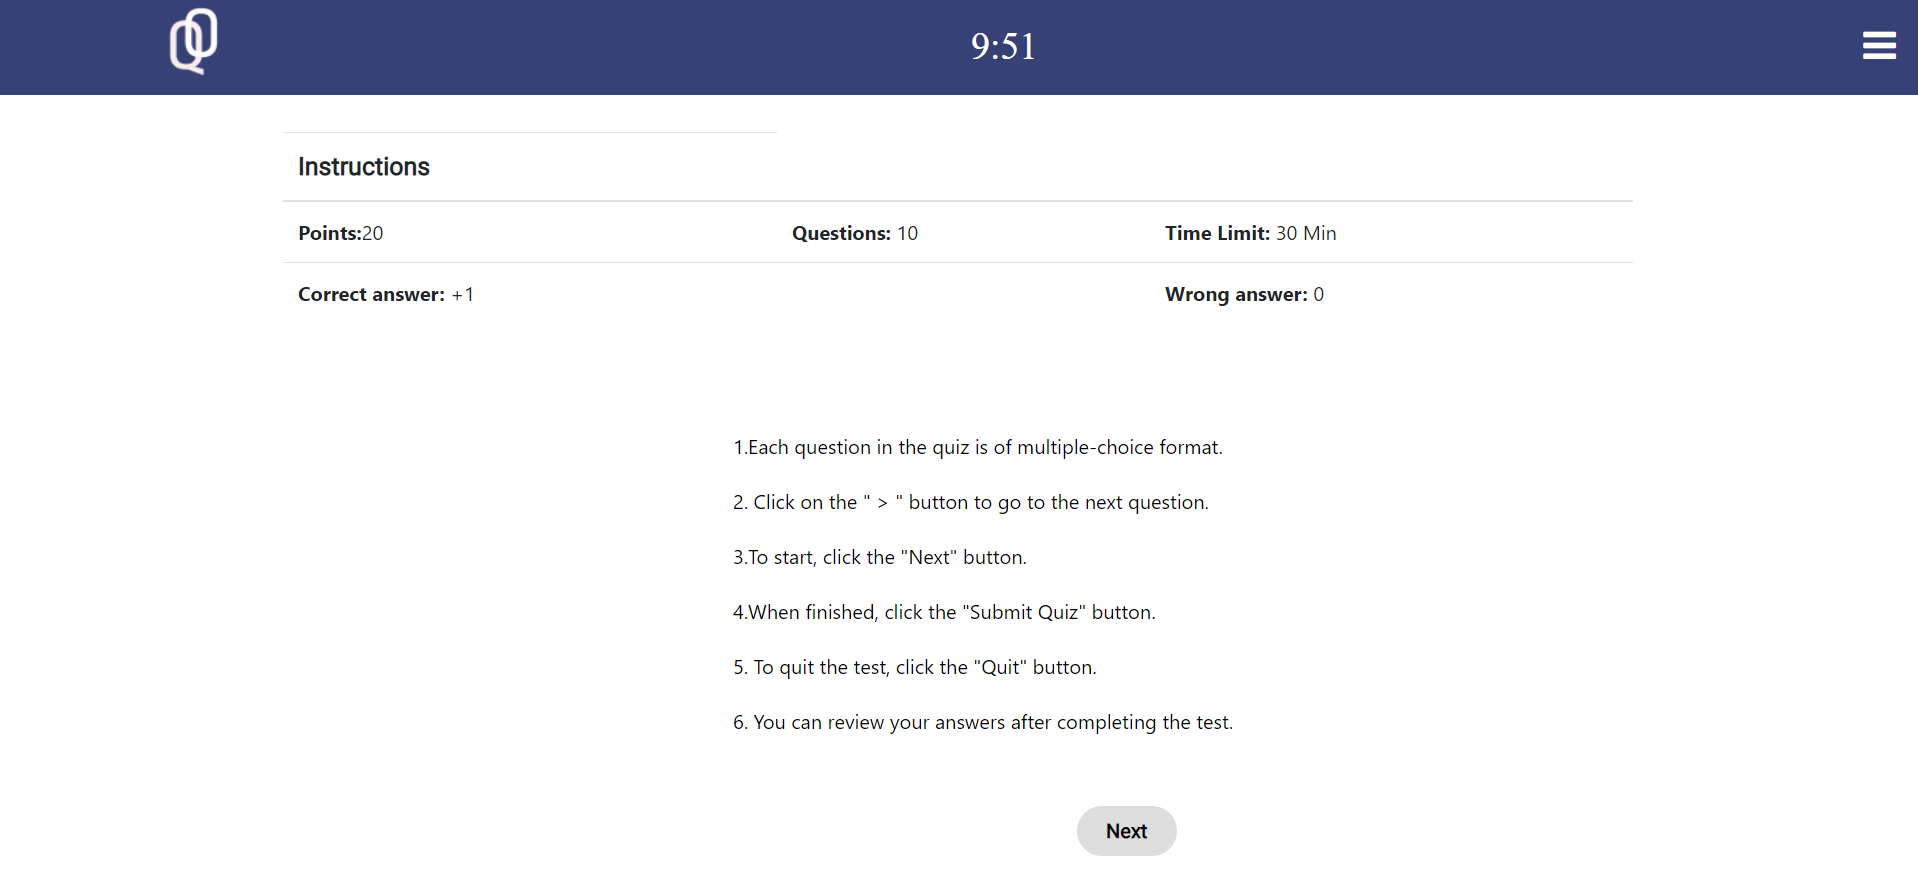 9:51
Instructions
Points:20 Questions: 10 Time Limit: 30 Min
Correct answer: +1 Wrong answer: 0
1.Each question in the quiz is of multiple-choice format.
2. Click on the " > " button to go to the next question.
3.To start, click the "Next" button.
4.When finished, click the "Submit Quiz" button.
5. To quit the test, click the "Quit" button.
6. You can review your answers after completing the test.
Next